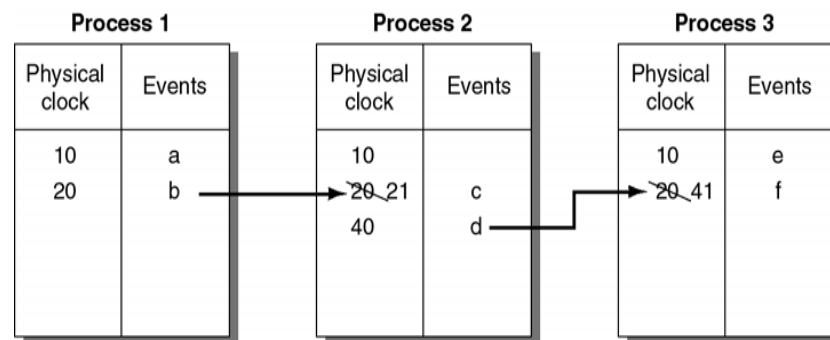 Process 1 Process 2 Process 3
Physical clock Events Physical clock Events Physical clock Events
10 a 10 10 e
20 b 20 21 c 20 41 f
40 d